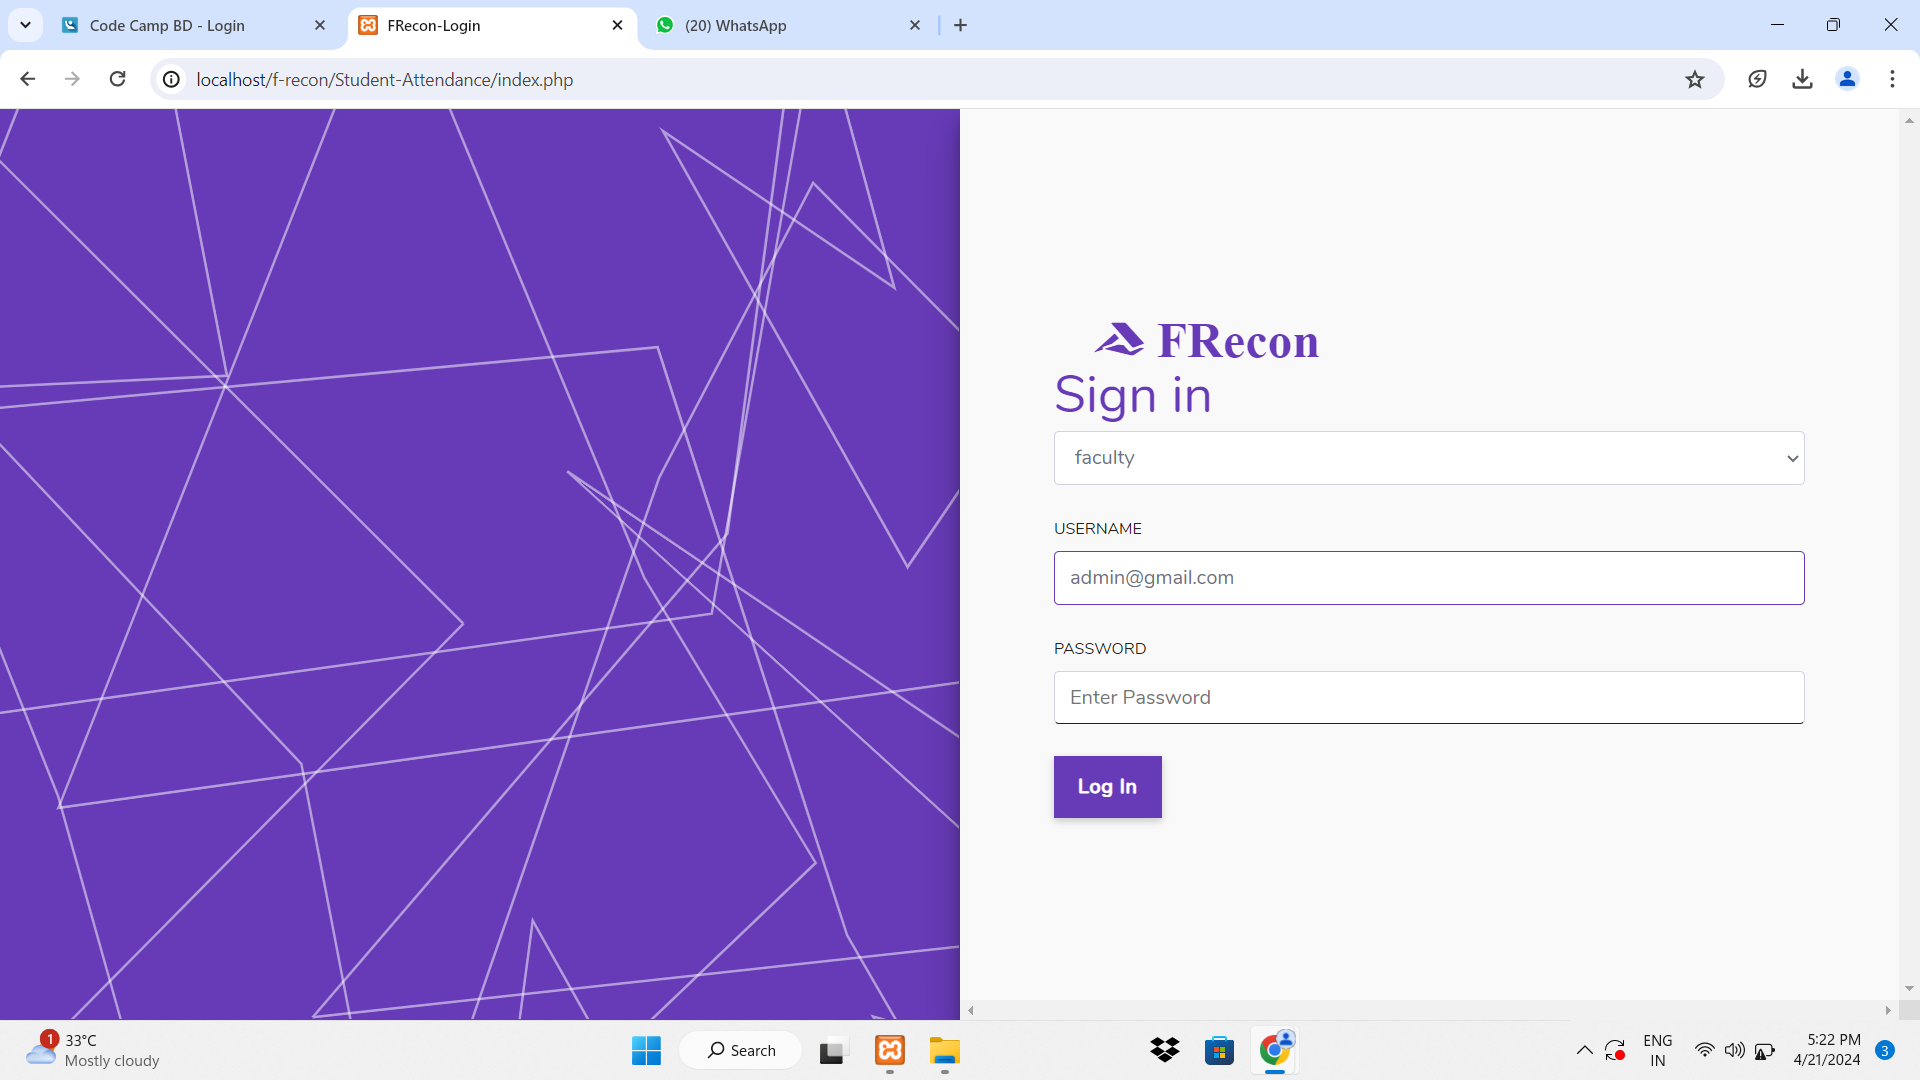 Code Camp BD - Login
FRecon-Login
(20) WhatsApp
localhost/f-recon/Student-Attendance/index.php
FRecon
Sign in
faculty
USERNAME
admin@gmail.com
PASSWORD
Enter Password
Log In
1
33°C
Mostly cloudy
Search
ENG
IN
5:22 PM
4/21/2024
3